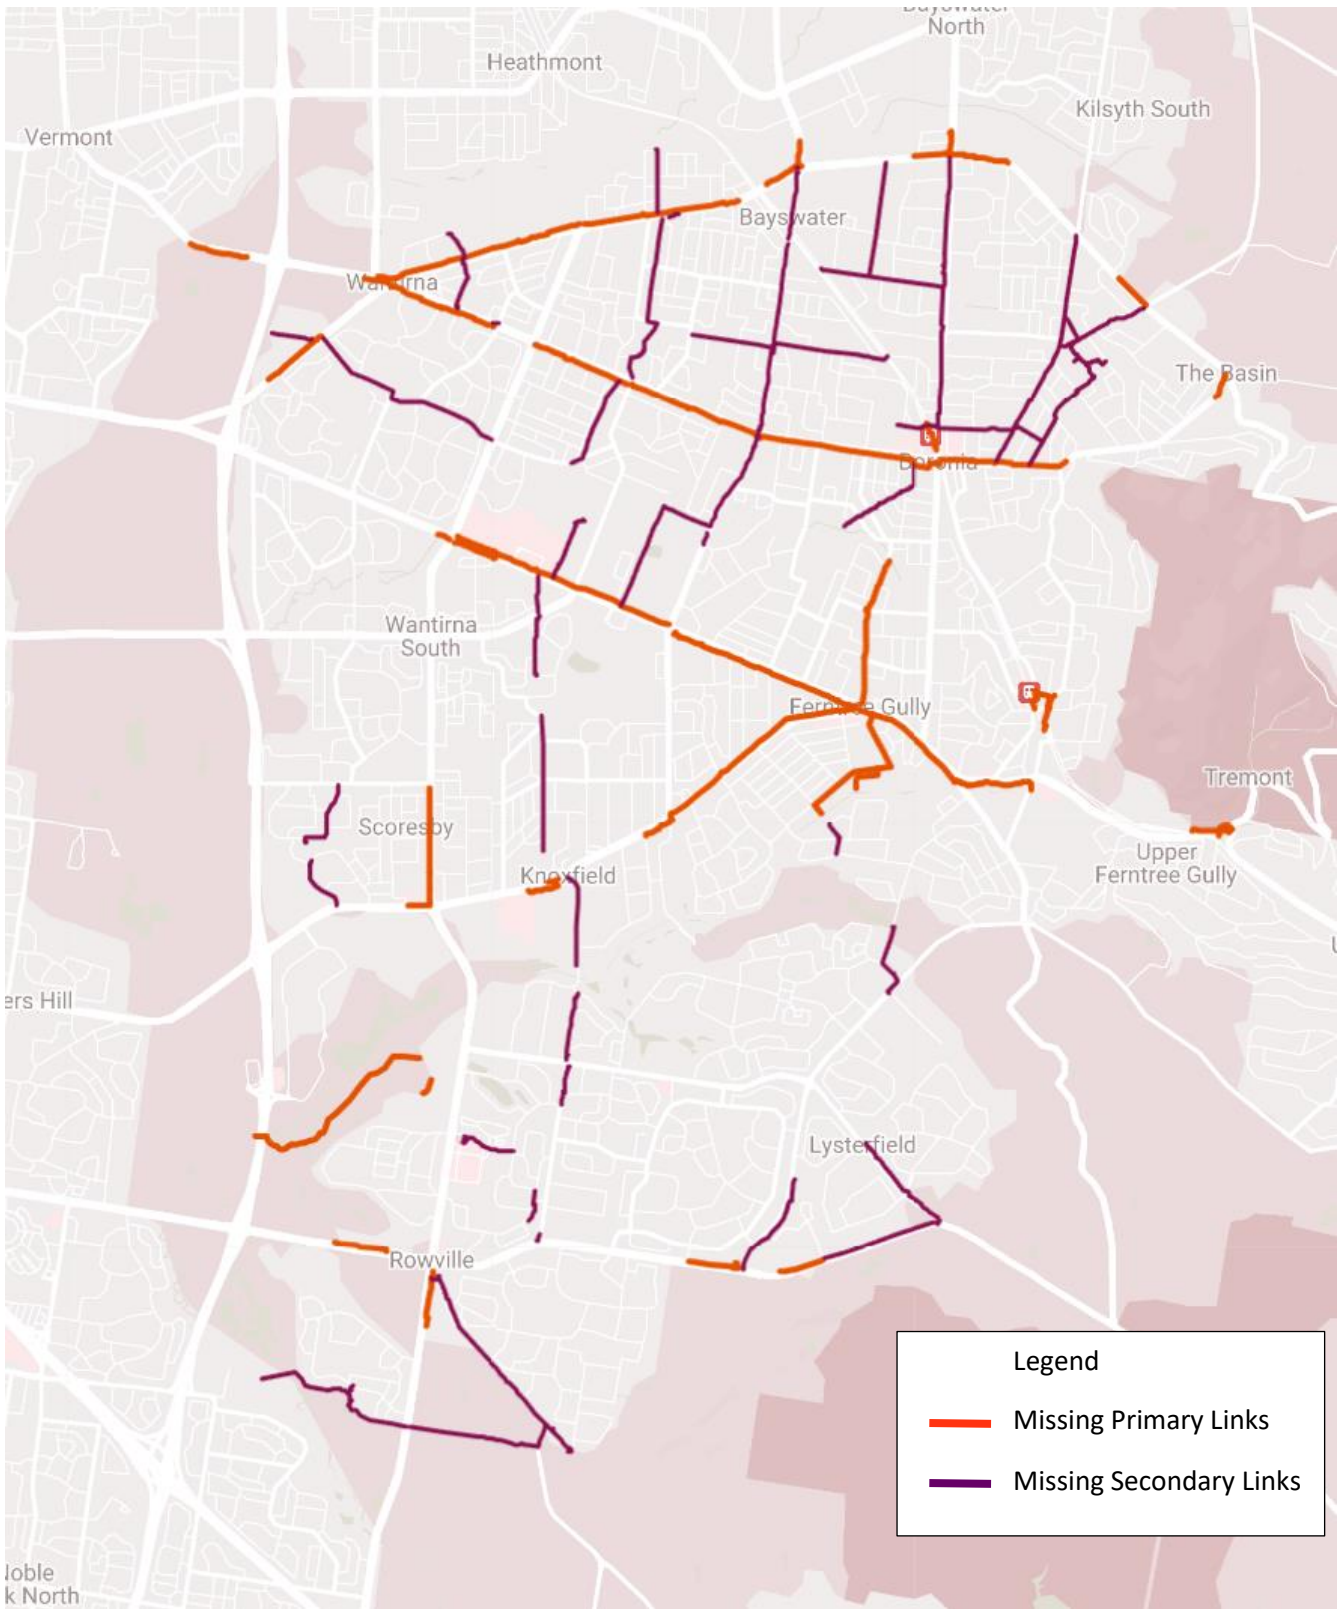 Bayswater
North
Heathmont
Kilsyth South
Vermont
Bayswater
Wantirna
The Basin
Boronia
Wantirna
South
Ferntree Gully
Tremont
Scoresby
Upper
Ferntree Gully
Knoxfield
U
ers Hill
Lysterfield
Rowville
Legend
Missing Primary Links
Missing Secondary Links
Noble
k North